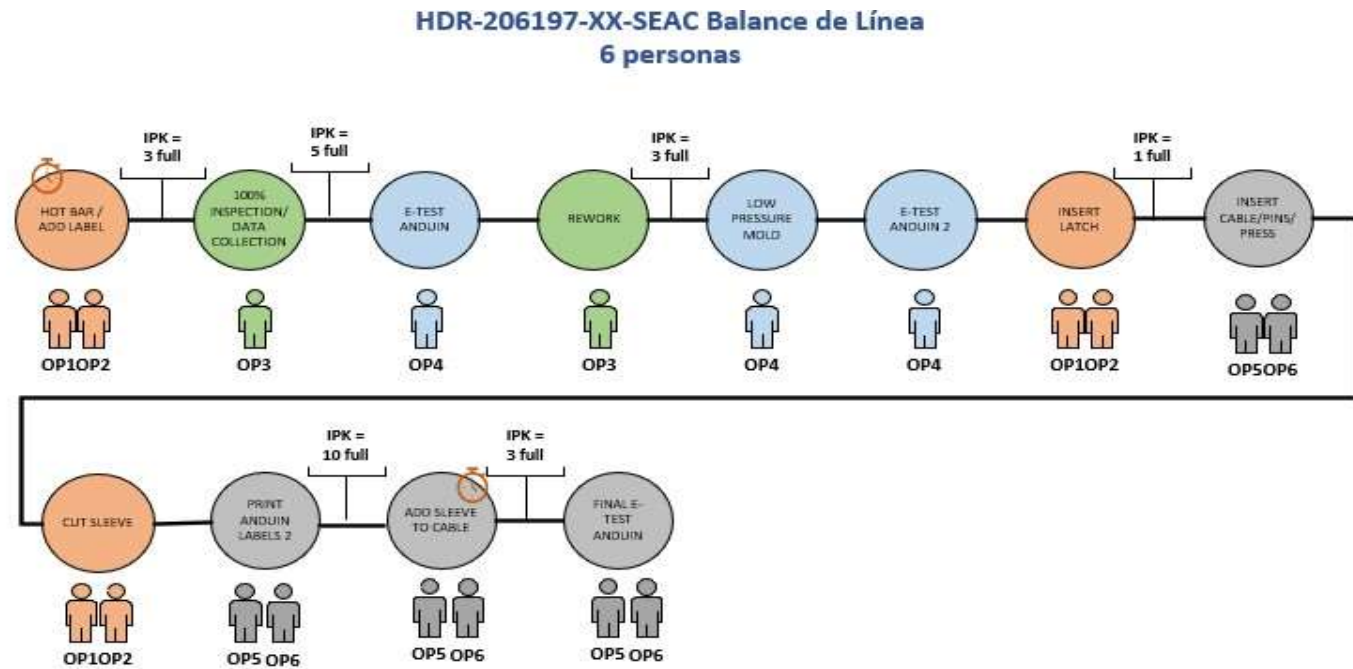 HDR-206197-XX-SEAC Balance de Línea
6 personas
IPK =
3 full
IPK =
5 full
IPK =
3 full
IPK =
1 full
HOT BAR /
ADD LABEL
100%
INSPECTION/
DATA
COLLECTION
E-TEST
ANDUIN
REWORK
LOW
PRESSURE
MOLD
E-TEST
ANDUIN 2
INSERT
LATCH
INSERT
CABLE/PINS/
PRESS
OP1OP2
OP3
OP4
OP3
OP4
OP4
OP1OP2
OP5OP6
IPK =
10 full
IPK =
3 full
CUT SLEEVE
PRINT
ANDUIN
LABELS 2
ADD SLEEVE
TO CABLE
FINAL E-
TEST
ANDUIN
OP1OP2
OP5 OP6
OP5 OP6
OP5 OP6